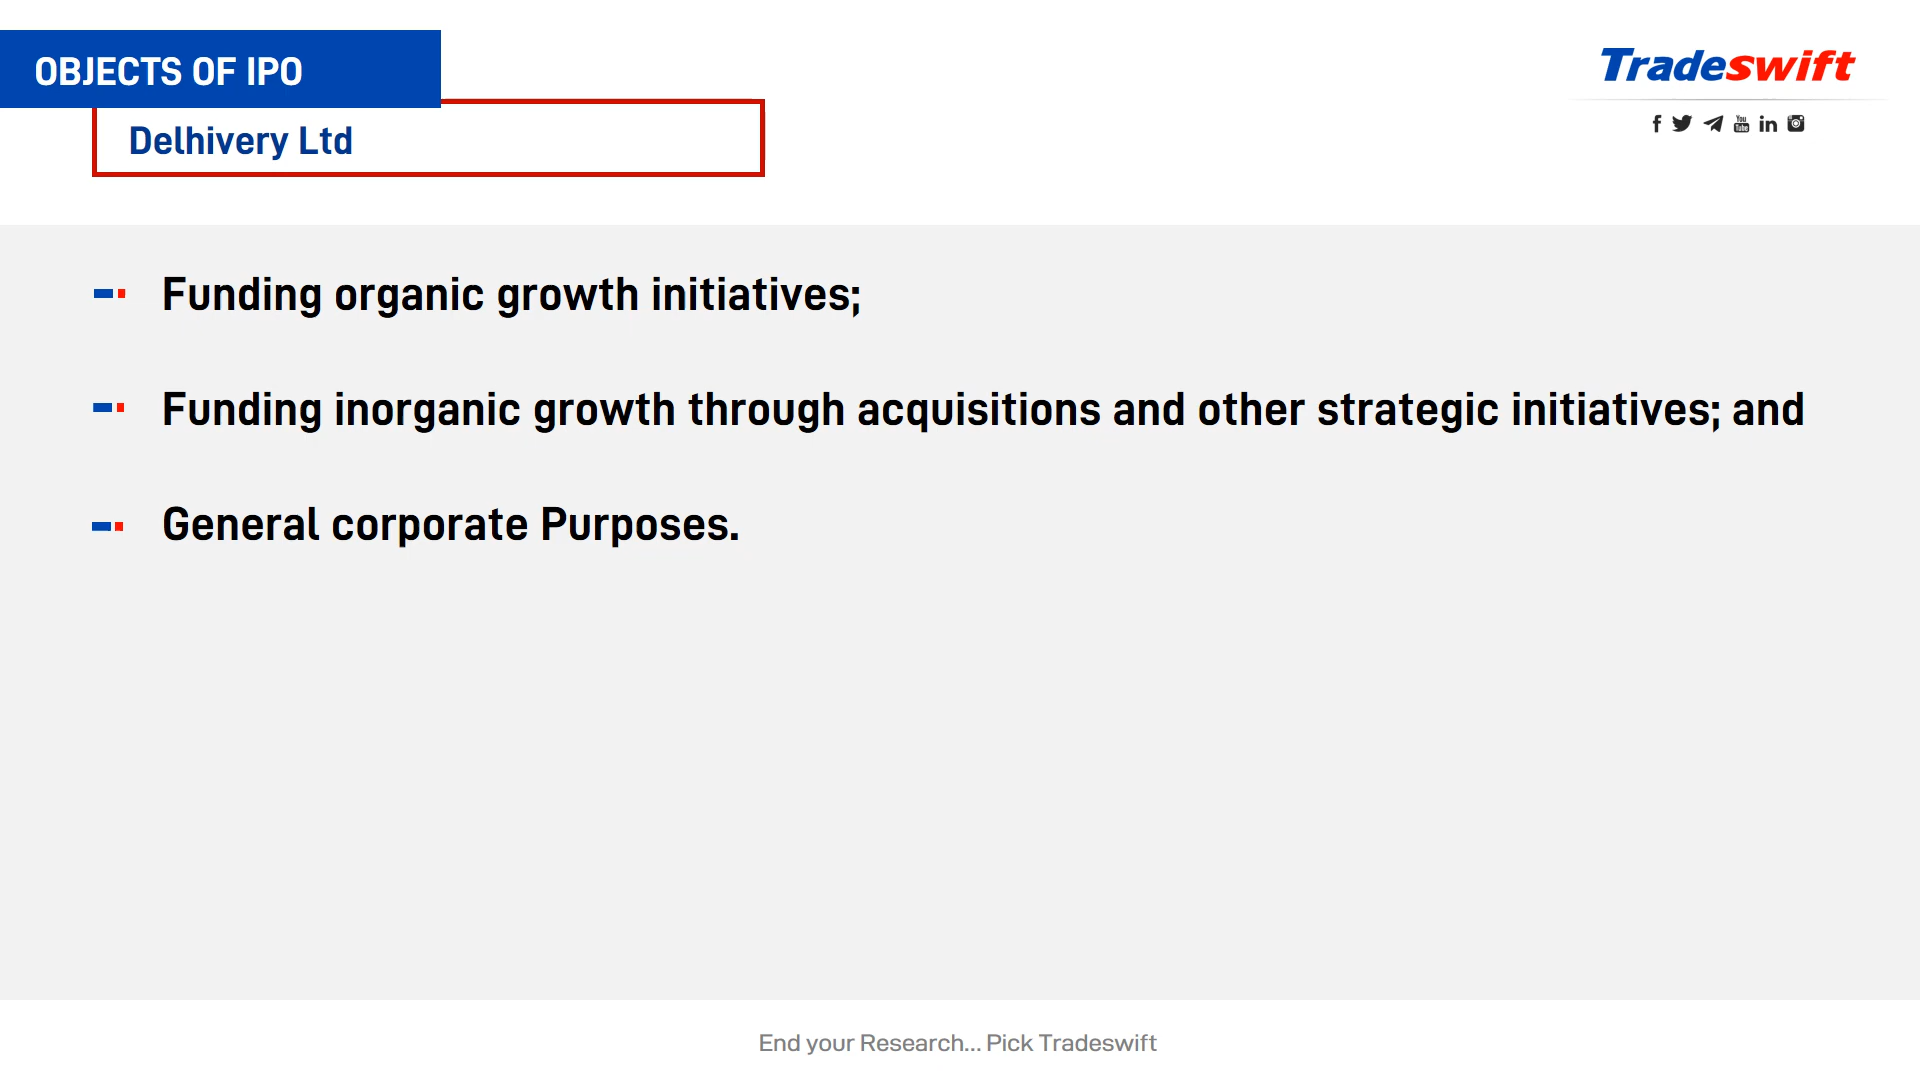 OBJECTS OF IPO
Tradeswift
Delhivery Ltd
Funding organic growth initiatives;
Funding inorganic growth through acquisitions and other strategic initiatives; and
General corporate Purposes.
End your Research... Pick Tradeswift